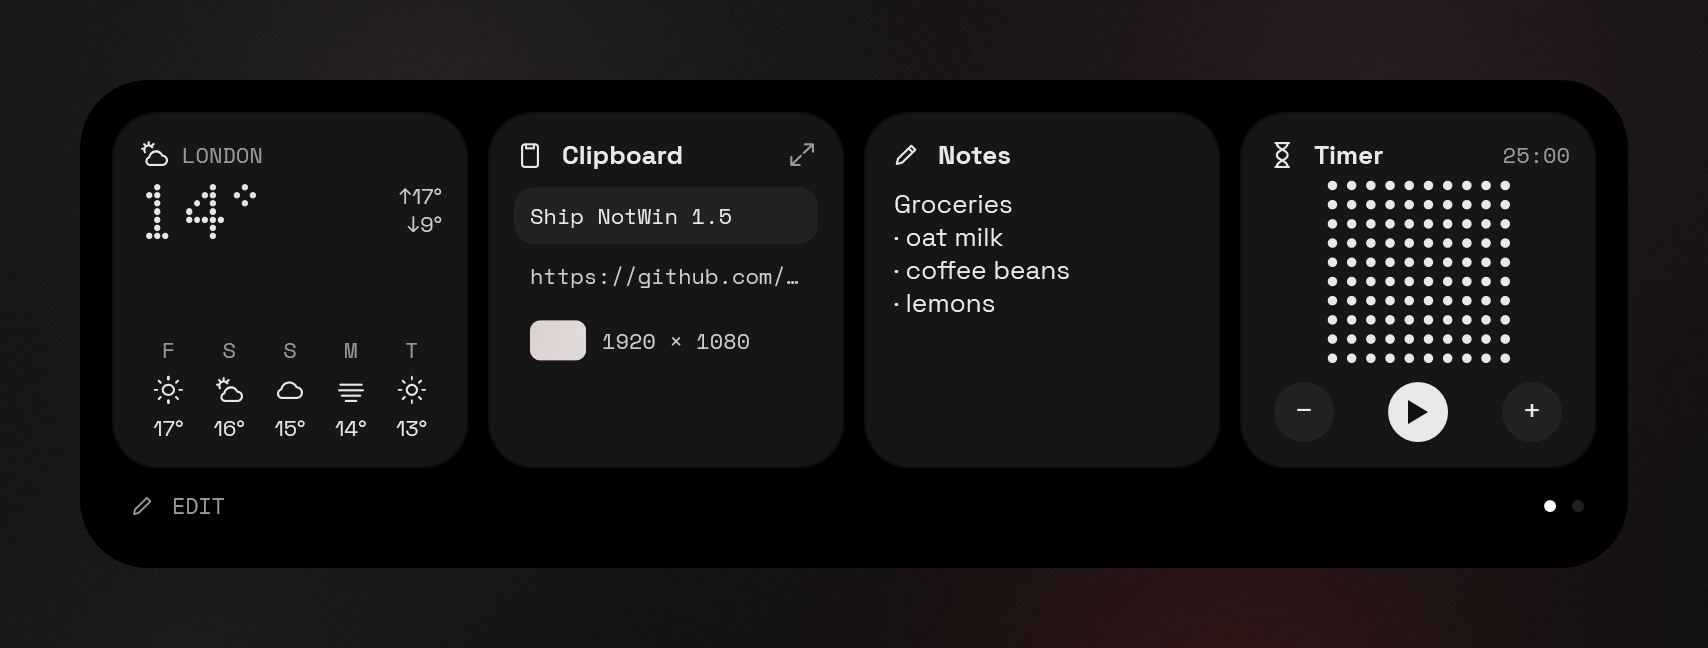 LONDON
14°
↑17°
↓9°
F S S M T
17° 16° 15° 14° 13°
Clipboard
Ship NotWin 1.5
https://github.com/…
1920 × 1080
Notes
Groceries
· oat milk
· coffee beans
· lemons
Timer 25:00
− +
EDIT